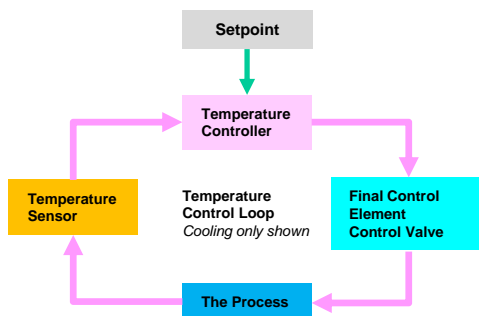 Setpoint
Temperature
Controller
Temperature
Sensor
Temperature
Control Loop
Cooling only shown
Final Control
Element
Control Valve
The Process